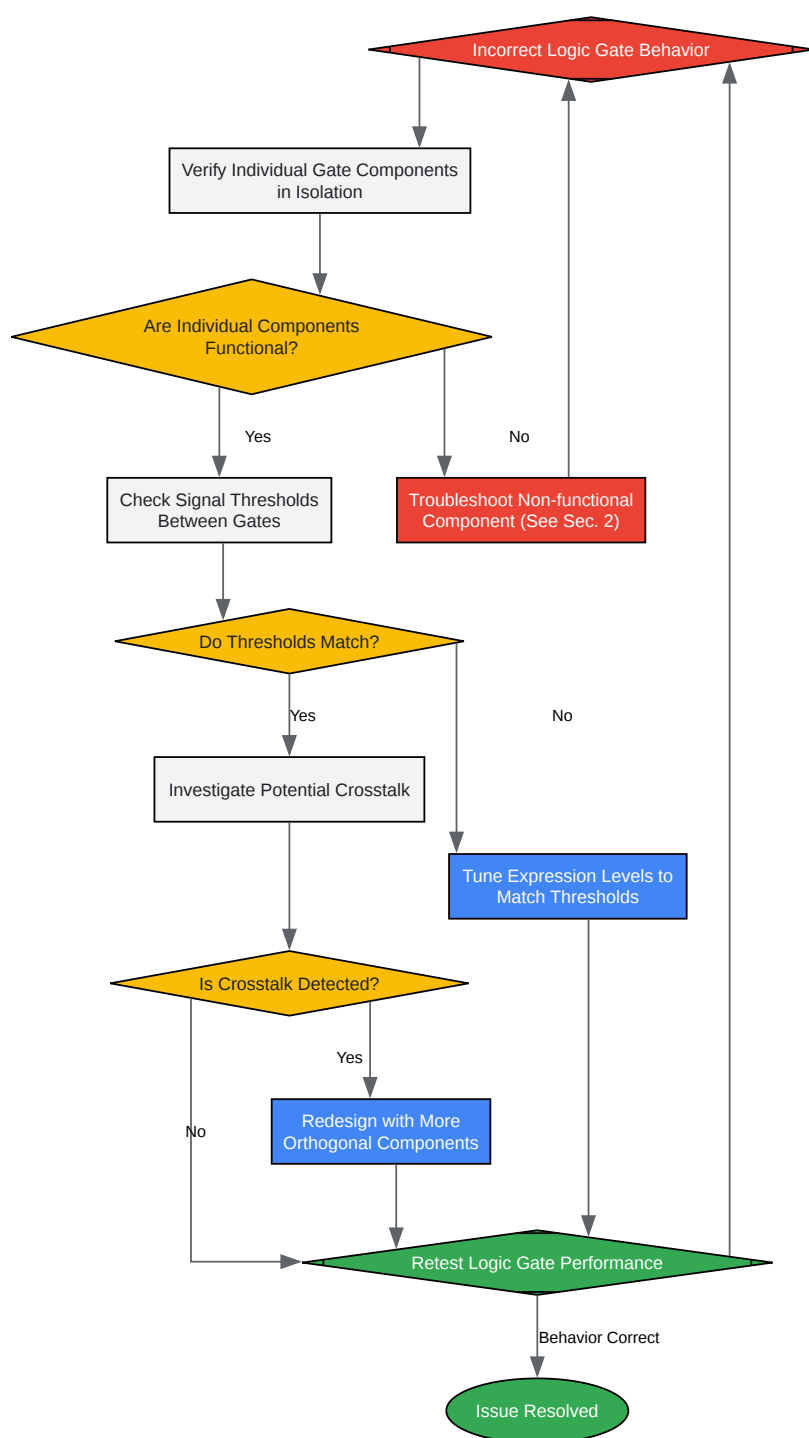 Incorrect Logic Gate Behavior
Verify Individual Gate Components
in Isolation
Are Individual Components
Functional?
Yes
No
Check Signal Thresholds
Between Gates
Troubleshoot Non-functional
Component (See Sec. 2)
Do Thresholds Match?
Yes
No
Investigate Potential Crosstalk
Tune Expression Levels to
Match Thresholds
Is Crosstalk Detected?
Yes
No
Redesign with More
Orthogonal Components
Retest Logic Gate Performance
Behavior Correct
Issue Resolved